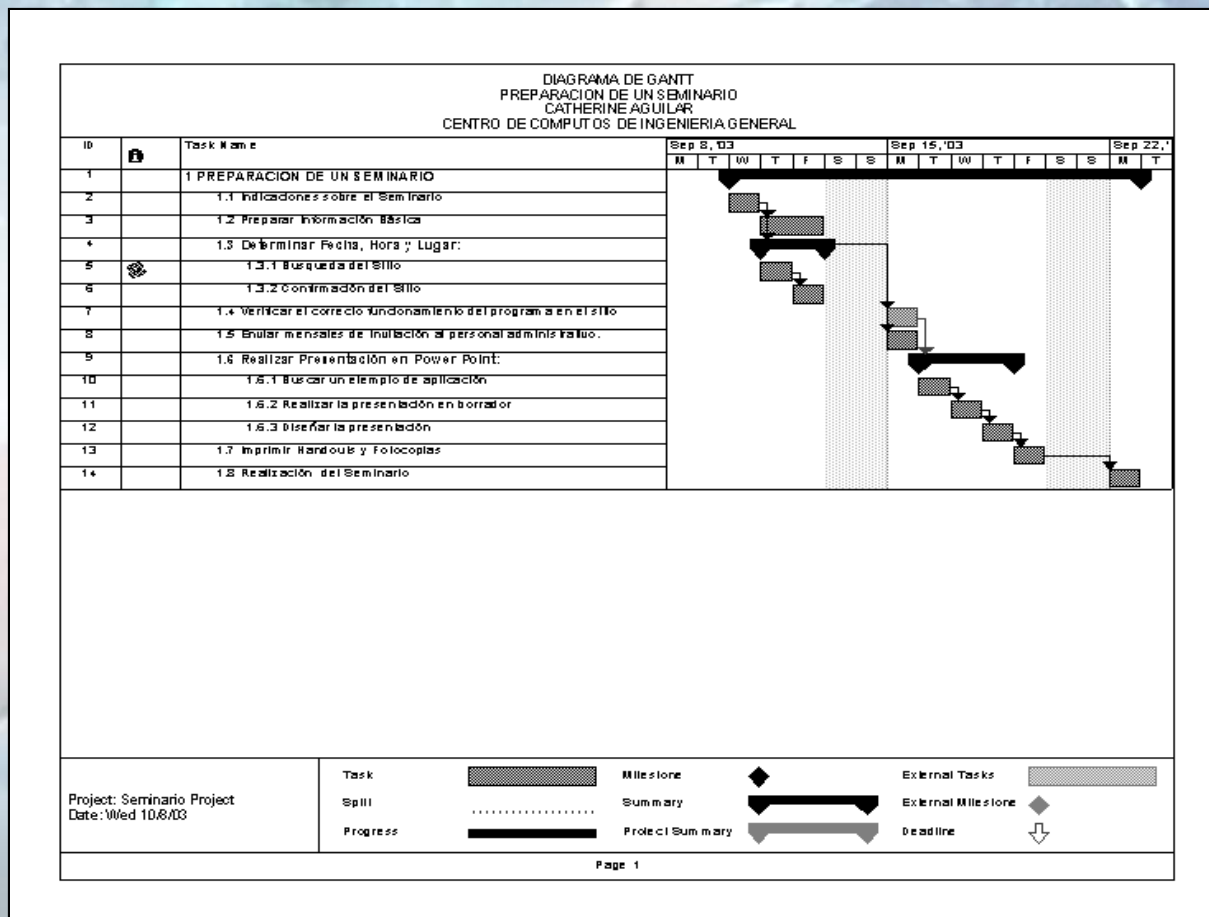 DIAGRAMA DE GANTT
PREPARACION DE UN SEMINARIO
CATHERINE AGUILAR
CENTRO DE COMPUTOS DE INGENIERIA GENERAL
ID Task Name Sep 8, '03 Sep 15, '03 Sep 22, '
M T W T F S S M T W T F S S M T
1 1 PREPARACION DE UN SEMINARIO
2 1.1 Indicaciones sobre el Seminario
3 1.2 Preparar Información Básica
4 1.3 Determinar Fecha, Hora y Lugar:
5 1.3.1 Busqueda del Sitio
6 1.3.2 Confirmación del Sitio
7 1.4 Verificar el correcto funcionamiento del programa en el sitio
8 1.5 Enviar mensajes de invitación al personal administrativo.
9 1.6 Realizar Presentación en Power Point:
10 1.6.1 Buscar un ejemplo de aplicación
11 1.6.2 Realizar la presentación en borrador
12 1.6.3 Diseñar la presentación
13 1.7 Imprimir Handouts y Fotocopias
14 1.8 Realización del Seminario
Project: Seminario Project
Date: Wed 10/8/03
Task Milestone External Tasks
Split Summary External Milestone
Progress Project Summary Deadline
Page 1